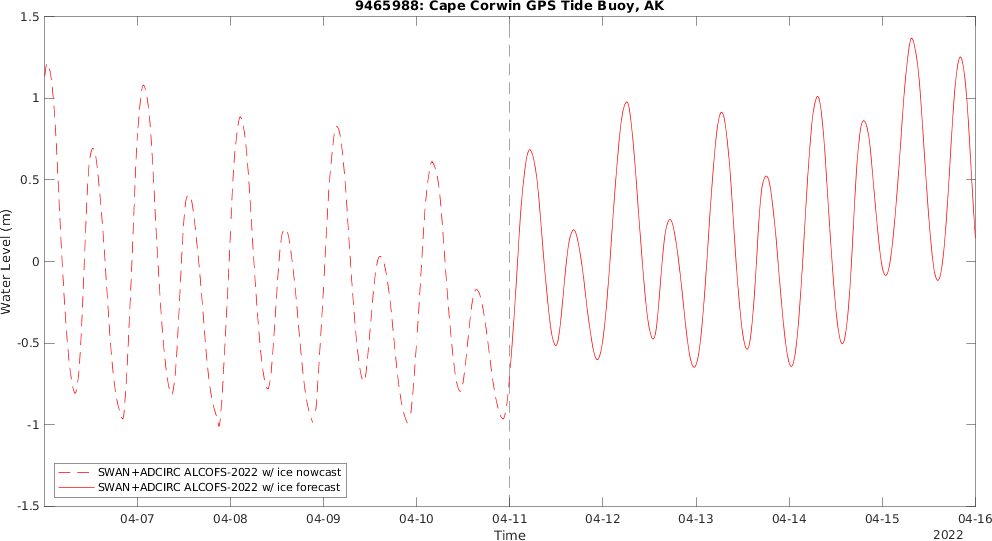 9465988: Cape Corwin GPS Tide Buoy, AK
1.5
1
0.5
0
-0.5
-1
-1.5
Water Level (m)
SWAN+ADCIRC ALCOFS-2022 w/ ice nowcast
SWAN+ADCIRC ALCOFS-2022 w/ ice forecast
04-07 04-08 04-09 04-10 04-11 04-12 04-13 04-14 04-15 04-16
Time
2022